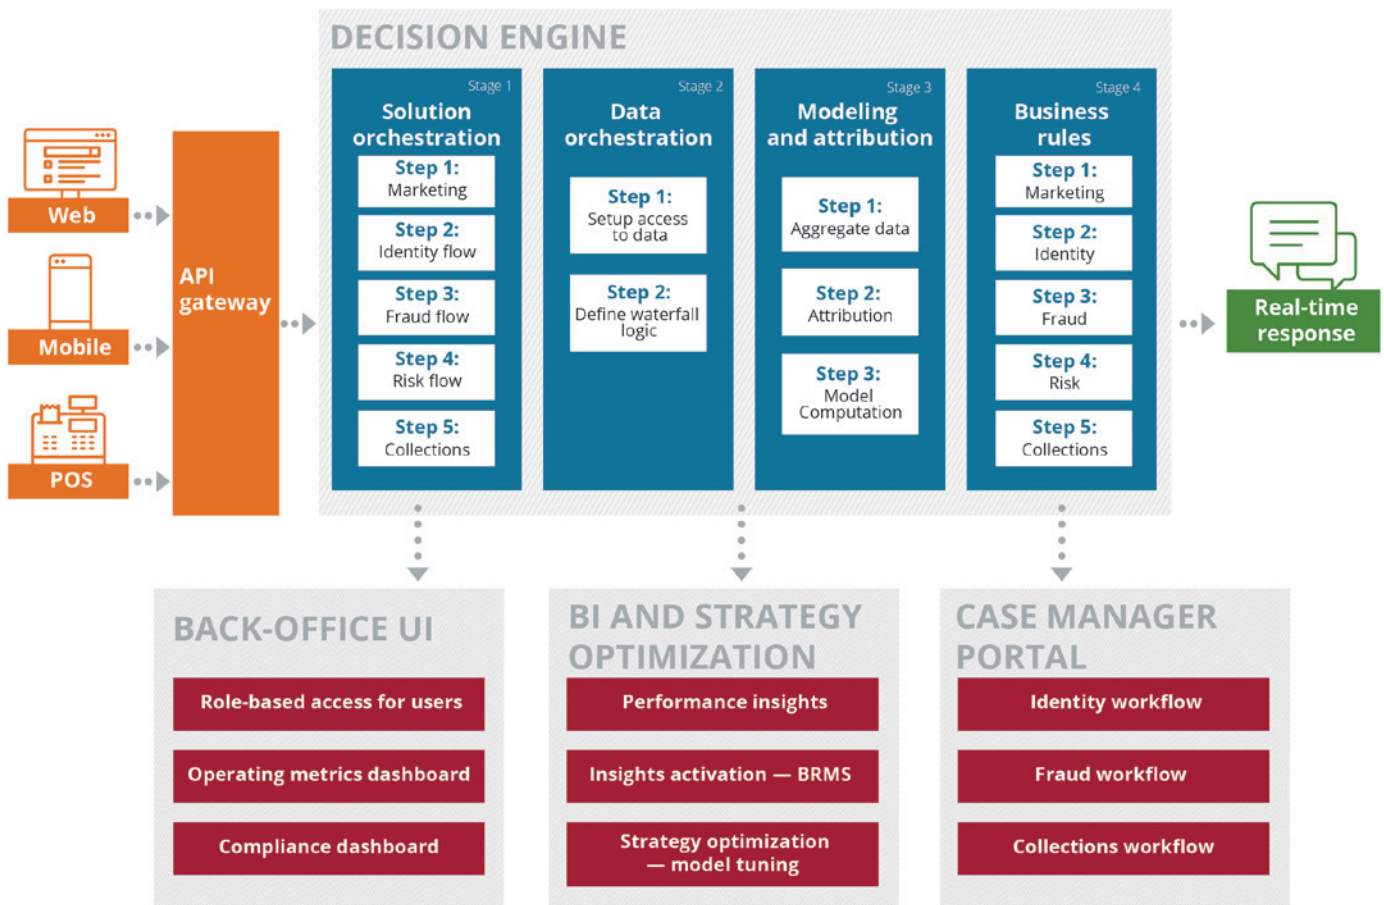 DECISION ENGINE
Web
Mobile
POS
API
gateway
Stage 1
Solution
orchestration
Step 1:
Marketing
Step 2:
Identity flow
Step 3:
Fraud flow
Step 4:
Risk flow
Step 5:
Collections
Stage 2
Data
orchestration
Step 1:
Setup access
to data
Step 2:
Define waterfall
logic
Stage 3
Modeling
and attribution
Step 1:
Aggregate data
Step 2:
Attribution
Step 3:
Model
Computation
Stage 4
Business
rules
Step 1:
Marketing
Step 2:
Identity
Step 3:
Fraud
Step 4:
Risk
Step 5:
Collections
Real-time
response
BACK-OFFICE UI
Role-based access for users
Operating metrics dashboard
Compliance dashboard
BI AND STRATEGY
OPTIMIZATION
Performance insights
Insights activation — BRMS
Strategy optimization
— model tuning
CASE MANAGER
PORTAL
Identity workflow
Fraud workflow
Collections workflow